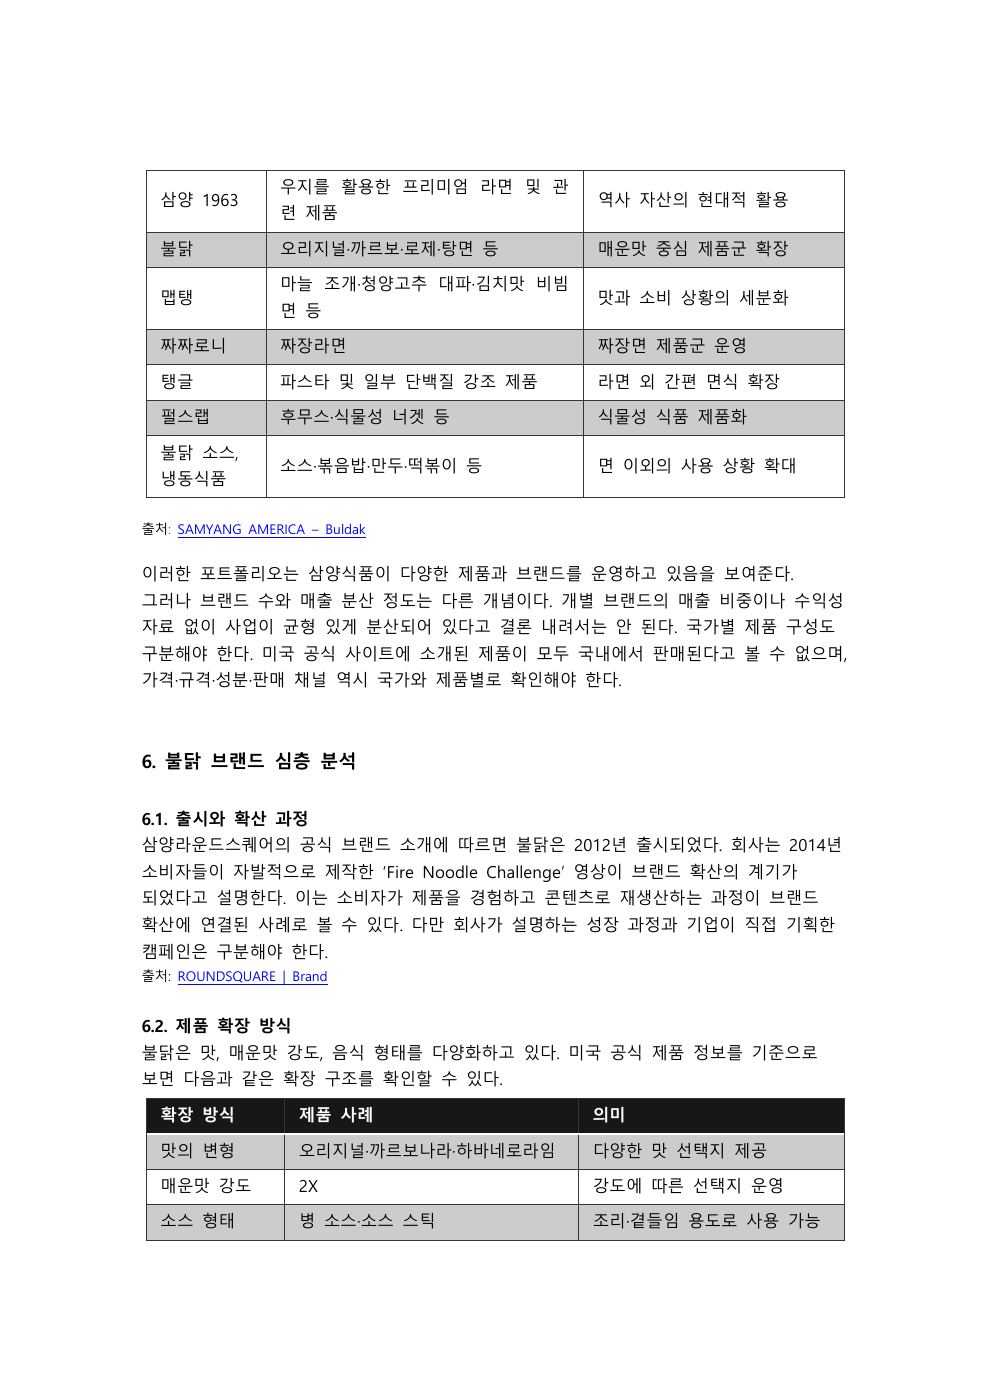 삼양 1963
우지를 활용한 프리미엄 라면 및 관
련 제품
역사 자산의 현대적 활용
불닭
오리지널·까르보·로제·탕면 등
매운맛 중심 제품군 확장
맵탱
마늘 조개·청양고추 대파·김치맛 비빔
면 등
맛과 소비 상황의 세분화
짜짜로니
짜장라면
짜장면 제품군 운영
탱글
파스타 및 일부 단백질 강조 제품
라면 외 간편 면식 확장
펄스랩
후무스·식물성 너겟 등
식물성 식품 제품화
불닭 소스,
냉동식품
소스·볶음밥·만두·떡볶이 등
면 이외의 사용 상황 확대
출처: SAMYANG AMERICA – Buldak
이러한 포트폴리오는 삼양식품이 다양한 제품과 브랜드를 운영하고 있음을 보여준다.
그러나 브랜드 수와 매출 분산 정도는 다른 개념이다. 개별 브랜드의 매출 비중이나 수익성
자료 없이 사업이 균형 있게 분산되어 있다고 결론 내려서는 안 된다. 국가별 제품 구성도
구분해야 한다. 미국 공식 사이트에 소개된 제품이 모두 국내에서 판매된다고 볼 수 없으며,
가격·규격·성분·판매 채널 역시 국가와 제품별로 확인해야 한다.
6. 불닭 브랜드 심층 분석
6.1. 출시와 확산 과정
삼양라운드스퀘어의 공식 브랜드 소개에 따르면 불닭은 2012년 출시되었다. 회사는 2014년
소비자들이 자발적으로 제작한 ‘Fire Noodle Challenge’ 영상이 브랜드 확산의 계기가
되었다고 설명한다. 이는 소비자가 제품을 경험하고 콘텐츠로 재생산하는 과정이 브랜드
확산에 연결된 사례로 볼 수 있다. 다만 회사가 설명하는 성장 과정과 기업이 직접 기획한
캠페인은 구분해야 한다.
출처: ROUNDSQUARE | Brand
6.2. 제품 확장 방식
불닭은 맛, 매운맛 강도, 음식 형태를 다양화하고 있다. 미국 공식 제품 정보를 기준으로
보면 다음과 같은 확장 구조를 확인할 수 있다.
확장 방식
제품 사례
의미
맛의 변형
오리지널·까르보나라·하바네로라임
다양한 맛 선택지 제공
매운맛 강도
2X
강도에 따른 선택지 운영
소스 형태
병 소스·소스 스틱
조리·곁들임 용도로 사용 가능